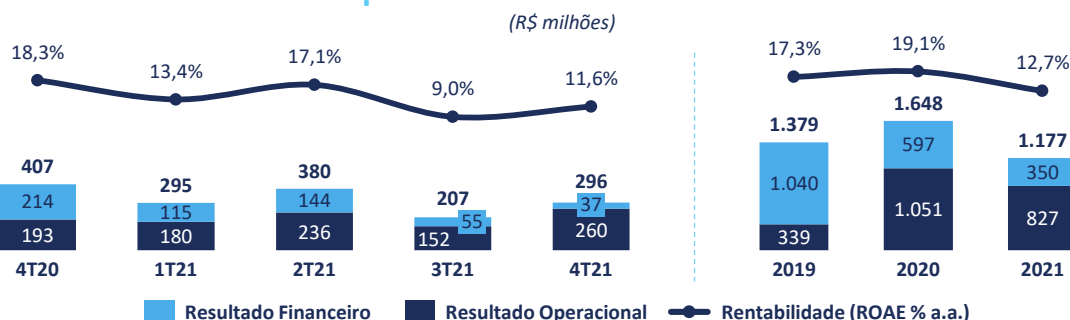 (R$ milhões)
18,3% 13,4% 17,1% 9,0% 11,6% 17,3% 19,1% 12,7%
407 295 380 207 296 1.379 1.648 1.177
214 115 144 55 37 1.040 597 350
193 180 236 152 260 339 1.051 827
4T20 1T21 2T21 3T21 4T21 2019 2020 2021
Resultado Financeiro Resultado Operacional Rentabilidade (ROAE % a.a.)